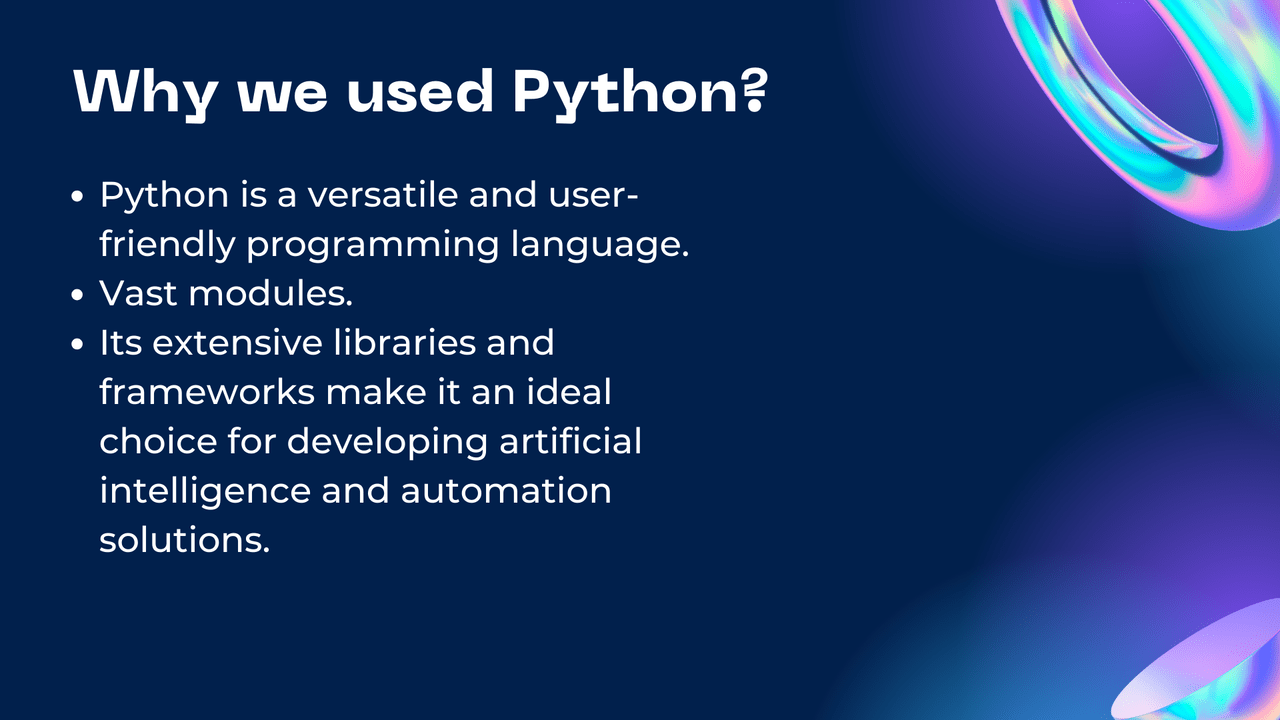 Why we used Python?
• Python is a versatile and user-
friendly programming language.
• Vast modules.
• Its extensive libraries and
frameworks make it an ideal
choice for developing artificial
intelligence and automation
solutions.